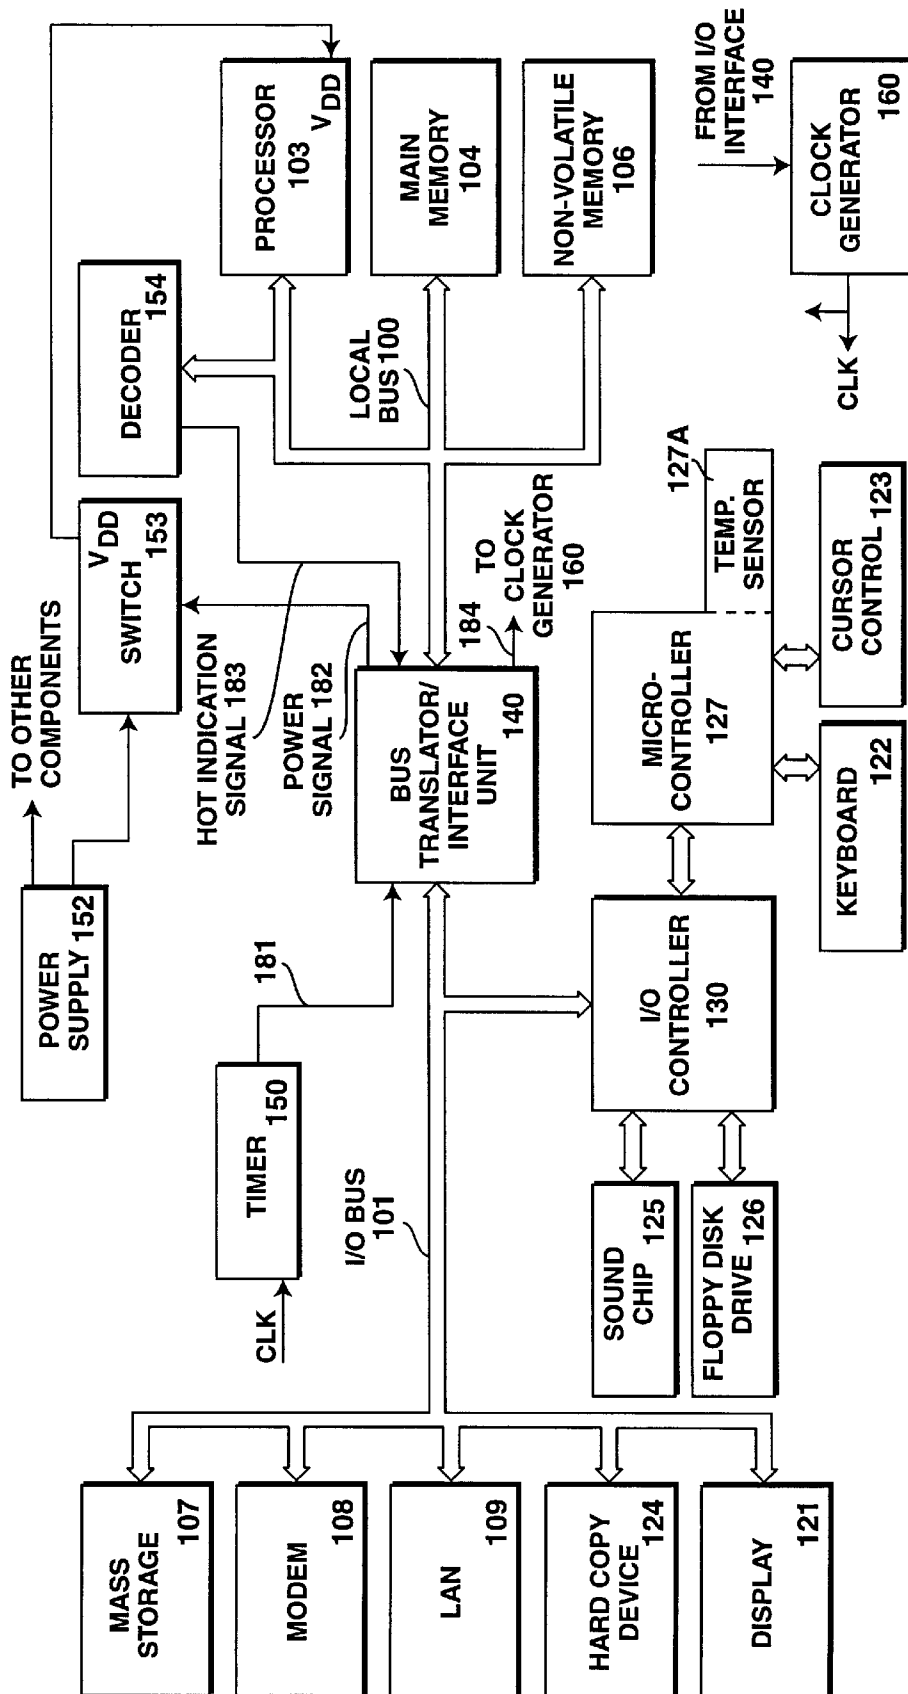 TO OTHER
COMPONENTS
POWER
SUPPLY 152
VDD
SWITCH 153
DECODER
154
PROCESSOR
103
VDD
MAIN
MEMORY
104
NON-VOLATILE
MEMORY
106
LOCAL
BUS 100
HOT INDICATION
SIGNAL 183
POWER
SIGNAL 182
BUS
TRANSLATOR/
INTERFACE
UNIT
140
184
TO
CLOCK
GENERATOR
160
FROM I/O
INTERFACE
140
CLOCK
GENERATOR
160
CLK
181
TIMER
150
CLK
I/O BUS
101
MASS
STORAGE
107
MODEM
108
LAN
109
HARD COPY
DEVICE
124
DISPLAY
121
I/O
CONTROLLER
130
SOUND
CHIP
125
FLOPPY DISK
DRIVE 126
MICRO-
CONTROLLER
127
TEMP.
SENSOR
127A
KEYBOARD
122
CURSOR
CONTROL
123